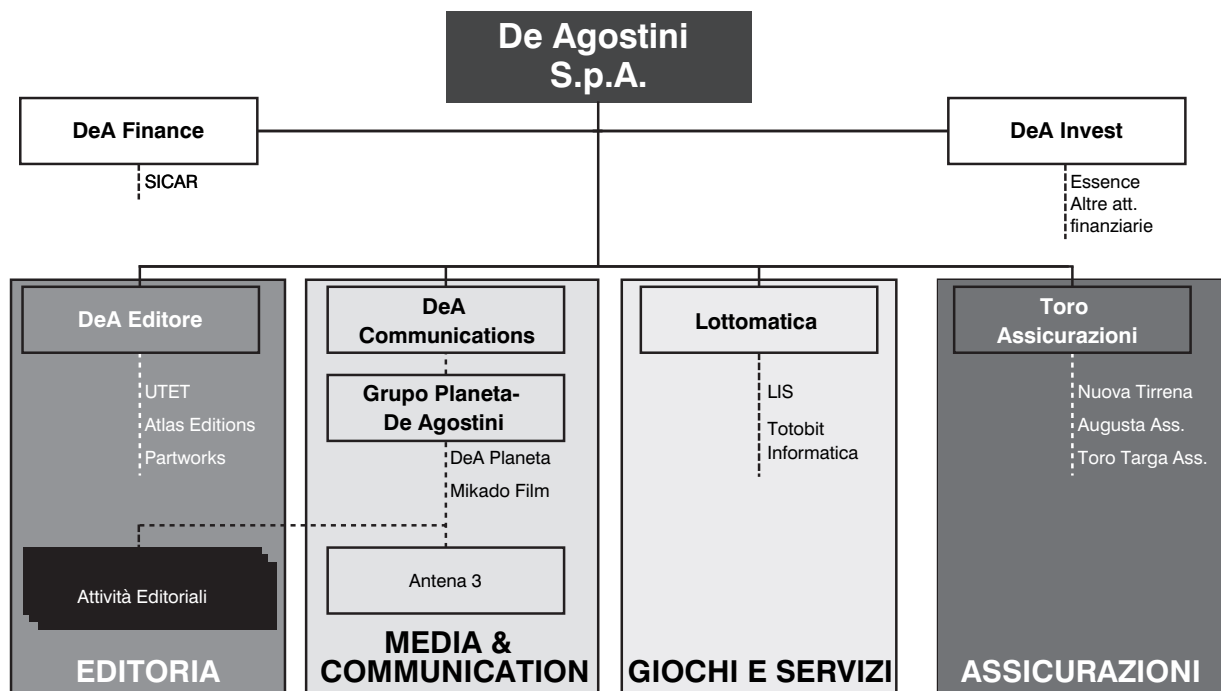 De Agostini
S.p.A.
DeA Finance
SICAR
DeA Invest
Essence
Altre att.
finanziarie
DeA Editore
UTET
Atlas Editions
Partworks
Attività Editoriali
EDITORIA
DeA
Communications
Grupo Planeta-
De Agostini
DeA Planeta
Mikado Film
Antena 3
MEDIA &
COMMUNICATION
Lottomatica
LIS
Totobit
Informatica
GIOCHI E SERVIZI
Toro
Assicurazioni
Nuova Tirrena
Augusta Ass.
Toro Targa Ass.
ASSICURAZIONI